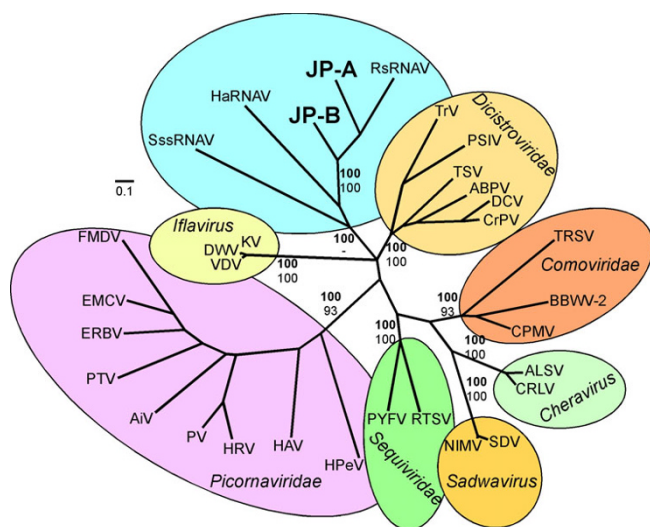 JP-A
RsRNAV
HaRNAV
JP-B
SssRNAV
0.1
100
100
Dicistroviridae
TrV
PSIV
TSV
ABPV
DCV
CrPV
100
-
100
100
Iflavirus
DWV
KV
VDV
100
100
TRSV
Comoviridae
BBWV-2
CPMV
100
93
FMDV
EMCV
ERBV
PTV
AiV
PV
HRV
HAV
HPeV
Picornaviridae
100
93
100
100
PYFV
RTSV
Sequiviridae
100
100
ALSV
CRLV
Cheravirus
100
100
NIMV
SDV
Sadwavirus